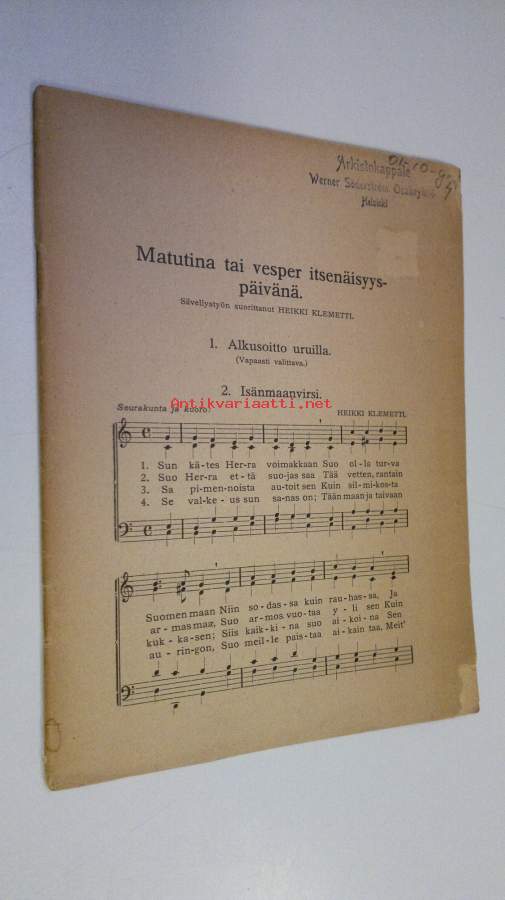 Arkistokappale
Werner Söderström Osakeyhtiö
Helsinki
Matutina tai vesper itsenäisyys-
päivänä.
Sävellystyön suorittanut HEIKKI KLEMETTI.
1. Alkusoitto uruilla.
(Vapaasti valittava.)
Antikvariaatti.net
2. Isänmaanvirsi.
Seurakunta ja kuoro.
HEIKKI KLEMETTI.
1. Sun kä-tes Her-ra voimakkaan Suo ol-la tur-va
2. Suo Her-ra et-tä suo-jas saa Tää vetten, rantain
3. Sa pi-men-noista au-toit sen Kuin sil-mi-kos-ta
4. Se val-ke-us sun sa-nas on; Tään maan ja taivaan
Suomen maan Niin so-das-sa kuin rau-has-sa, Ja
ar-mas maa, Suo ar-mos vuo-taa y-li sen Kuin
kuk-ka-sen; Siis kaik-ki-na suo ai-koi-na Sen
au-rin-gon, Suo meil-le pais-taa ai-kain taa, Meit'